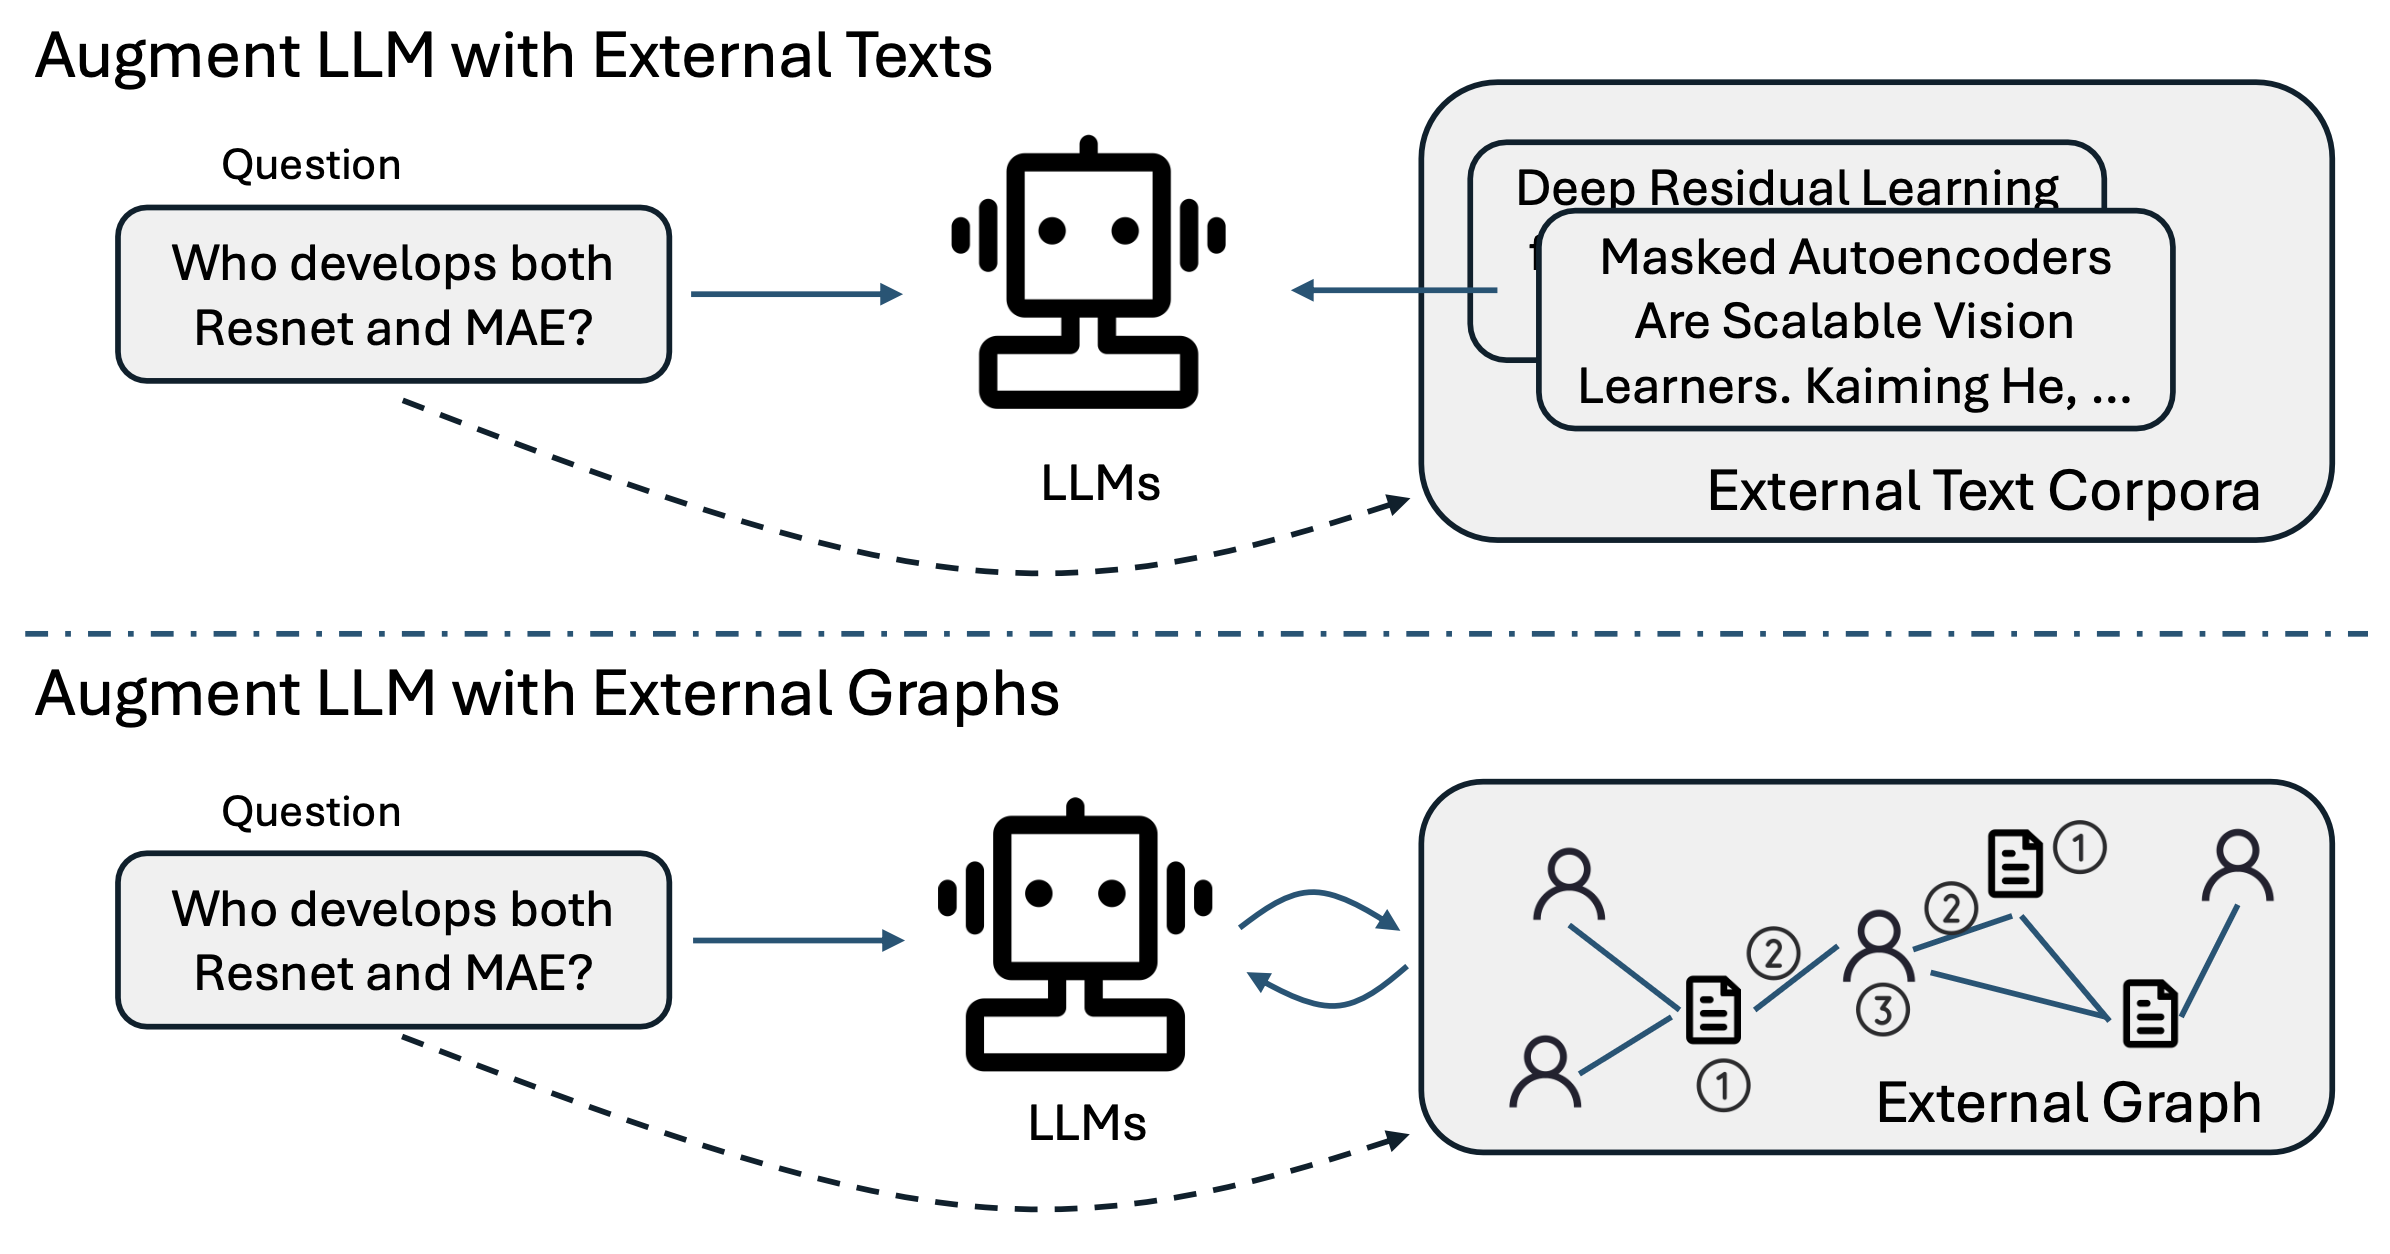 Augment LLM with External Texts
Question
Who develops both
Resnet and MAE?
LLMs
Deep Residual Learning
Masked Autoencoders
Are Scalable Vision
Learners. Kaiming He, ...
External Text Corpora
Augment LLM with External Graphs
Question
Who develops both
Resnet and MAE?
LLMs
1
2
2
3
1
External Graph